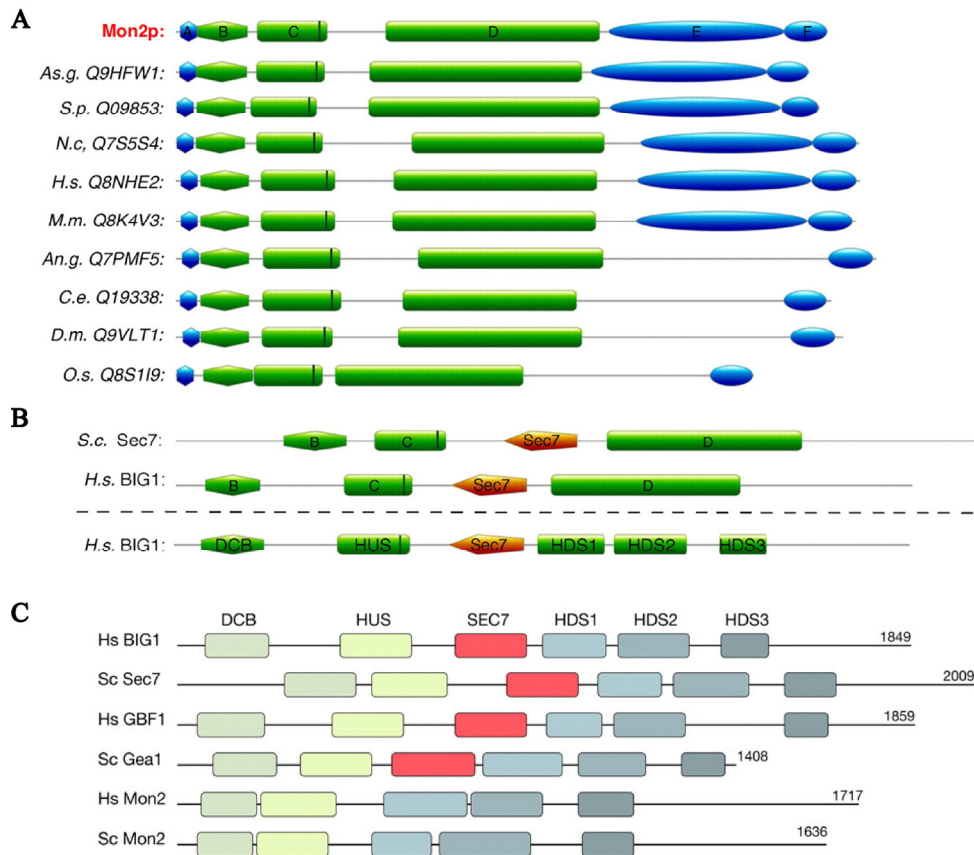 A
Mon2p: A B C D E F
As.g. Q9HFW1:
S.p. Q09853:
N.c, Q7S5S4:
H.s. Q8NHE2:
M.m. Q8K4V3:
An.g. Q7PMF5:
C.e. Q19338:
D.m. Q9VLT1:
O.s. Q8S1I9:
B
S.c. Sec7: B C Sec7 D
H.s. BIG1: B C Sec7 D
H.s. BIG1: DCB HUS Sec7 HDS1 HDS2 HDS3
C
DCB HUS SEC7 HDS1 HDS2 HDS3
Hs BIG1 1849
Sc Sec7 2009
Hs GBF1 1859
Sc Gea1 1408
Hs Mon2 1717
Sc Mon2 1636